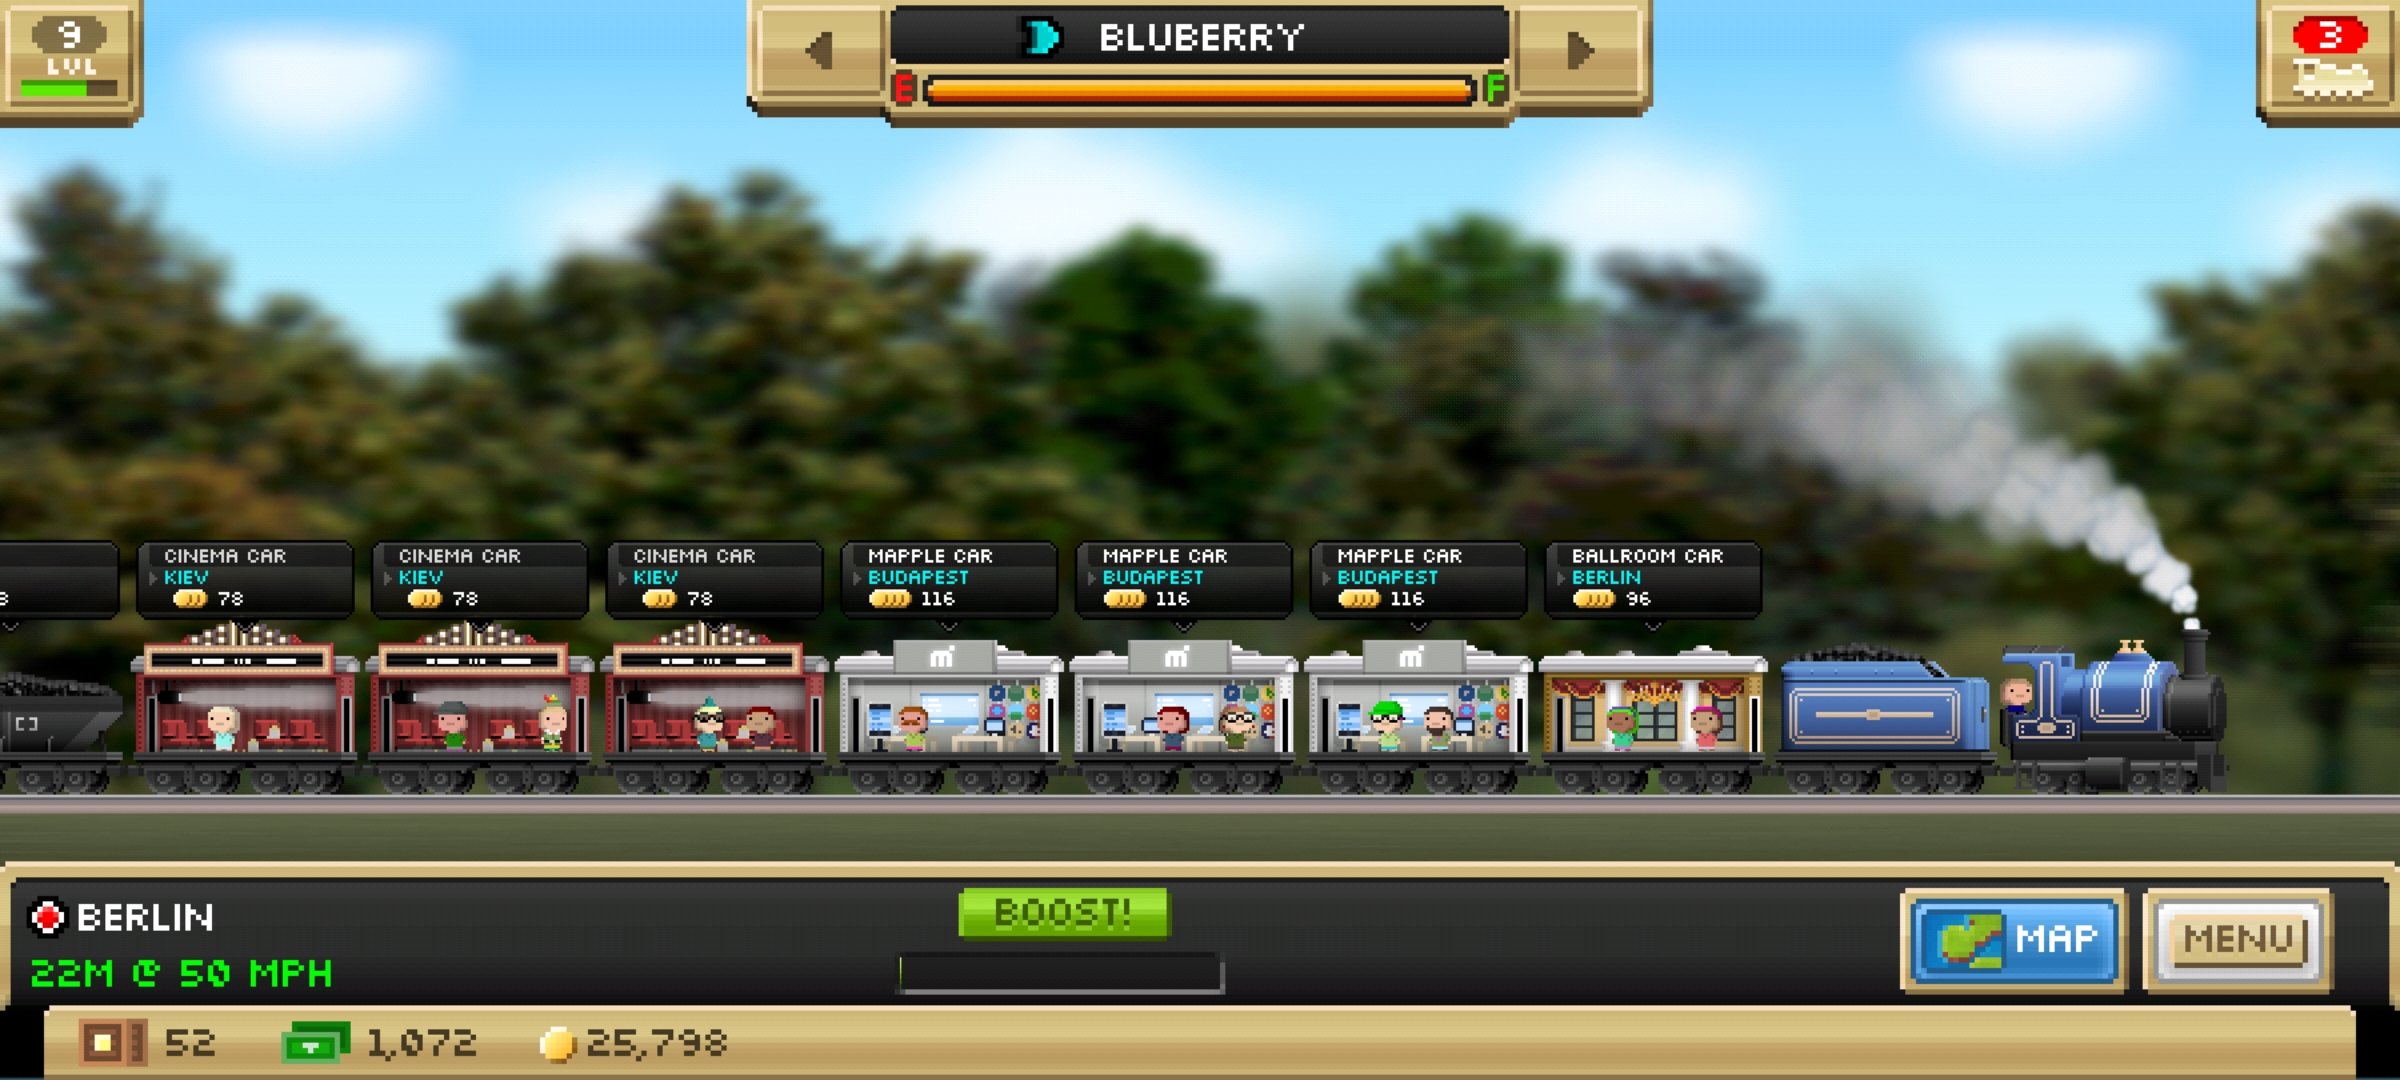 9
LVL
BLUBERRY
E
F
3
CINEMA CAR
KIEV
78
CINEMA CAR
KIEV
78
CINEMA CAR
KIEV
78
MAPPLE CAR
BUDAPEST
116
MAPPLE CAR
BUDAPEST
116
MAPPLE CAR
BUDAPEST
116
BALLROOM CAR
BERLIN
96
m
m
m
BERLIN
22M @ 50 MPH
BOOST!
MAP
MENU
52
1,072
25,798